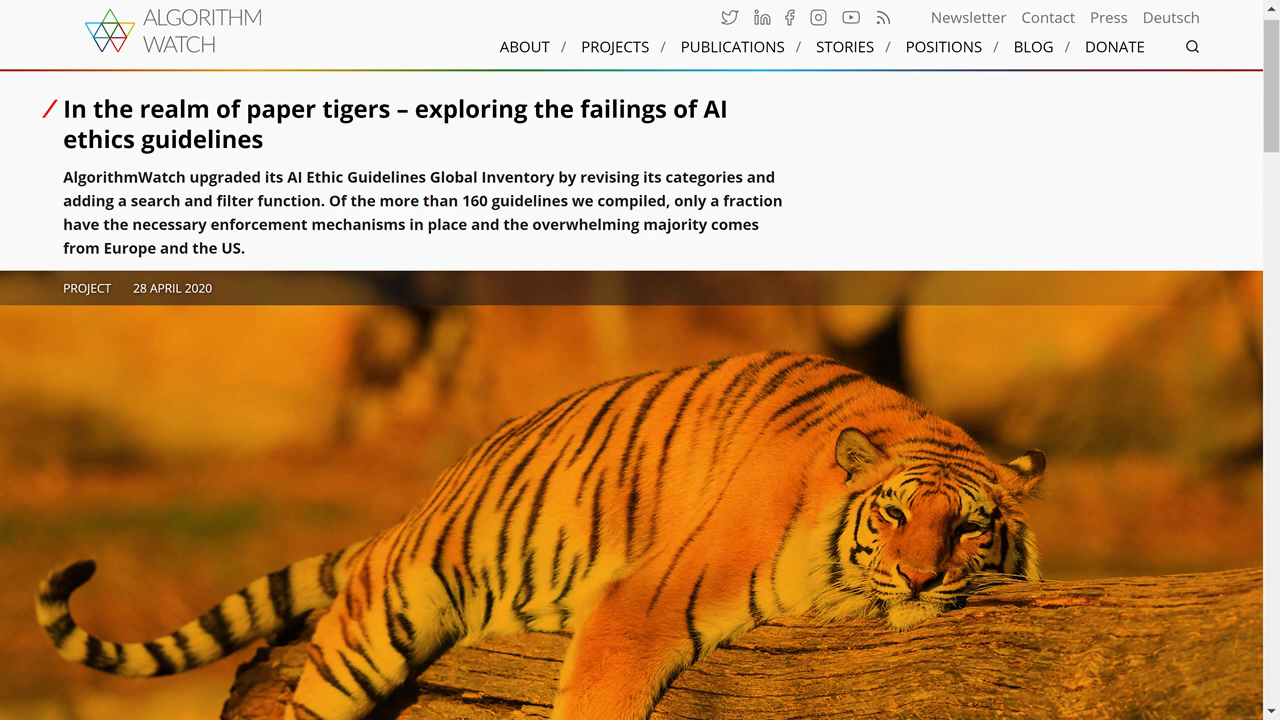 ALGORITHM
WATCH
Newsletter Contact Press Deutsch
ABOUT / PROJECTS / PUBLICATIONS / STORIES / POSITIONS / BLOG / DONATE
/ In the realm of paper tigers – exploring the failings of AI
ethics guidelines
AlgorithmWatch upgraded its AI Ethic Guidelines Global Inventory by revising its categories and
adding a search and filter function. Of the more than 160 guidelines we compiled, only a fraction
have the necessary enforcement mechanisms in place and the overwhelming majority comes
from Europe and the US.
PROJECT 28 APRIL 2020